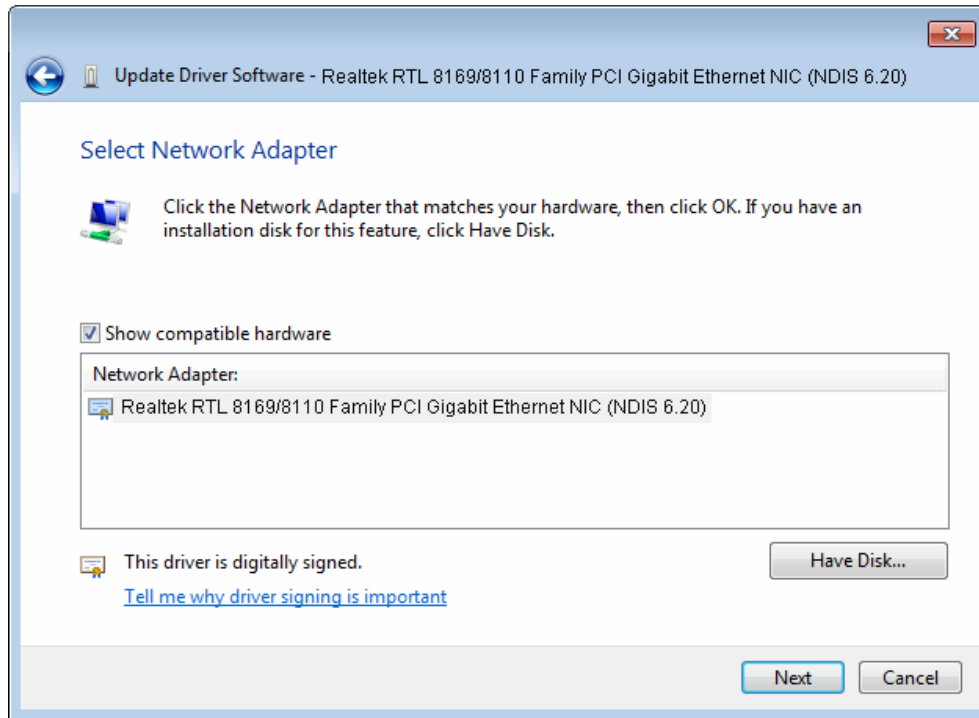 Update Driver Software - Realtek RTL 8169/8110 Family PCI Gigabit Ethernet NIC (NDIS 6.20)
Select Network Adapter
Click the Network Adapter that matches your hardware, then click OK. If you have an
installation disk for this feature, click Have Disk.
Show compatible hardware
Network Adapter:
Realtek RTL 8169/8110 Family PCI Gigabit Ethernet NIC (NDIS 6.20)
This driver is digitally signed.
Have Disk...
Tell me why driver signing is important
Next
Cancel